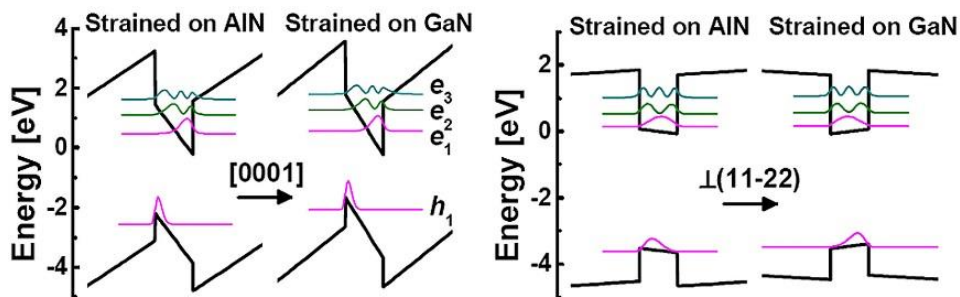 Strained on AlN Strained on GaN
Energy [eV]
4
2
0
-2
-4
e3
e2
e1
[0001]
h1
Strained on AlN Strained on GaN
Energy [eV]
2
0
-2
-4
⊥(11-22)